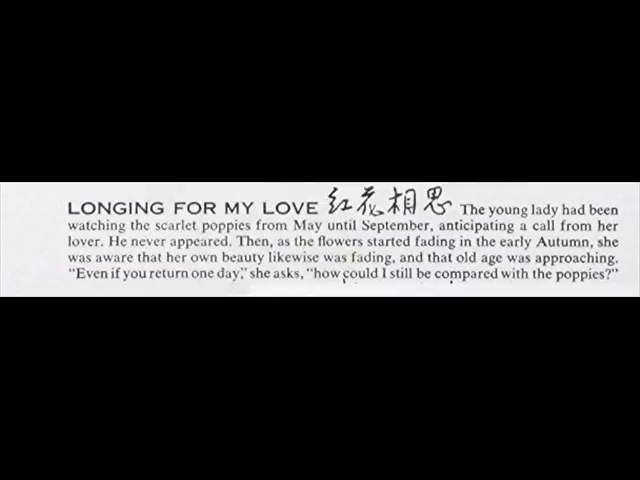 LONGING FOR MY LOVE 红花相思 The young lady had been
watching the scarlet poppies from May until September, anticipating a call from her
lover. He never appeared. Then, as the flowers started fading in the early Autumn, she
was aware that her own beauty likewise was fading, and that old age was approaching.
"Even if you return one day," she asks, "how could I still be compared with the poppies?"